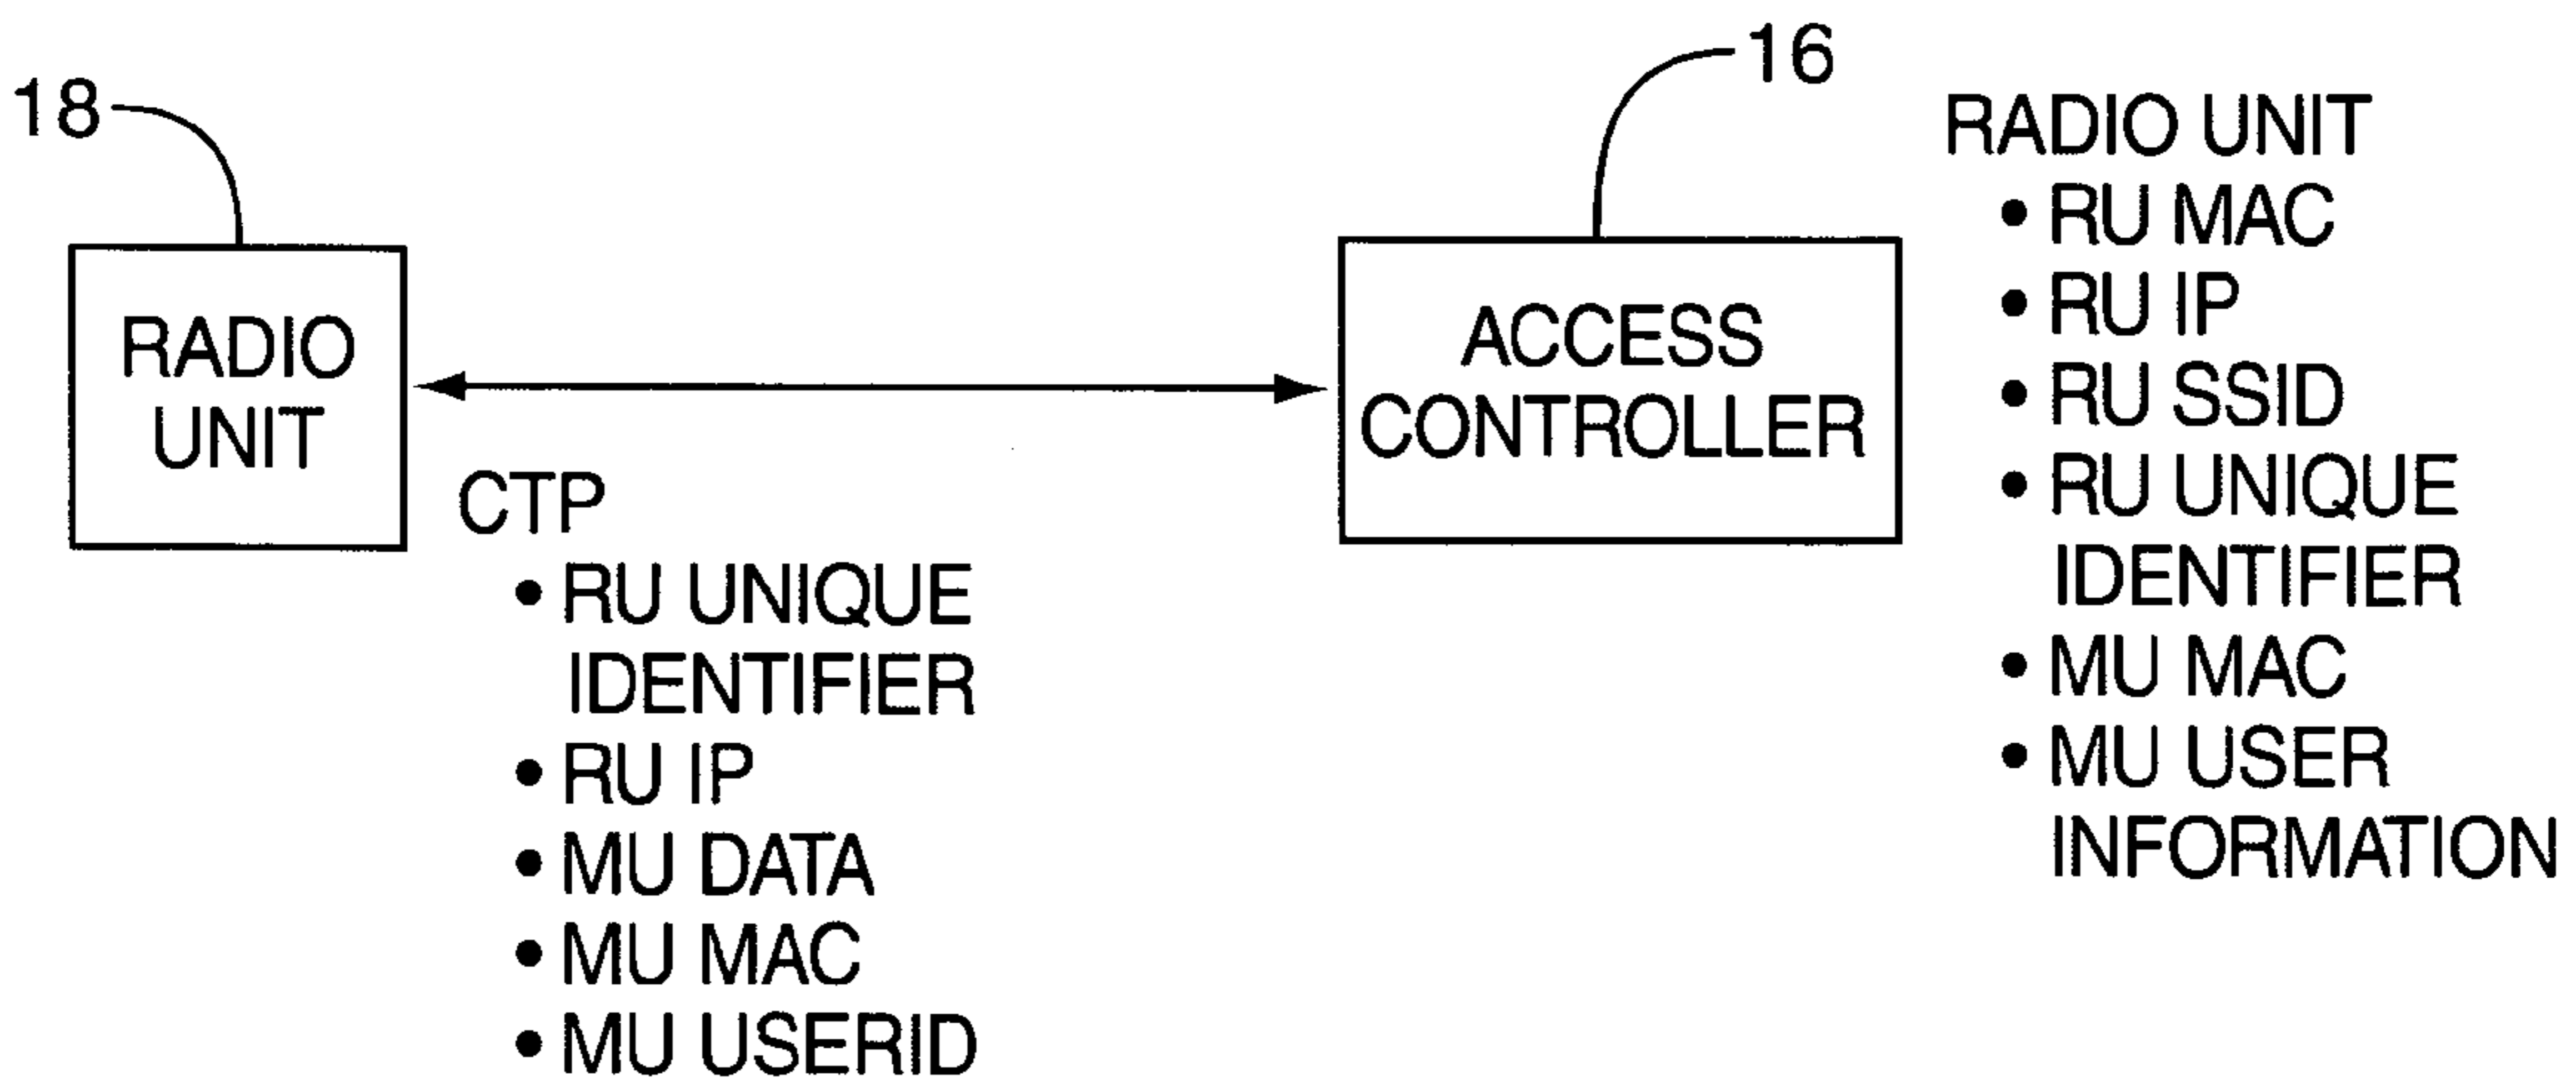 18
16
RADIO
UNIT
CTP
• RU UNIQUE
IDENTIFIER
• RU IP
• MU DATA
• MU MAC
• MU USERID
ACCESS
CONTROLLER
RADIO UNIT
• RU MAC
• RU IP
• RU SSID
• RU UNIQUE
IDENTIFIER
• MU MAC
• MU USER
INFORMATION